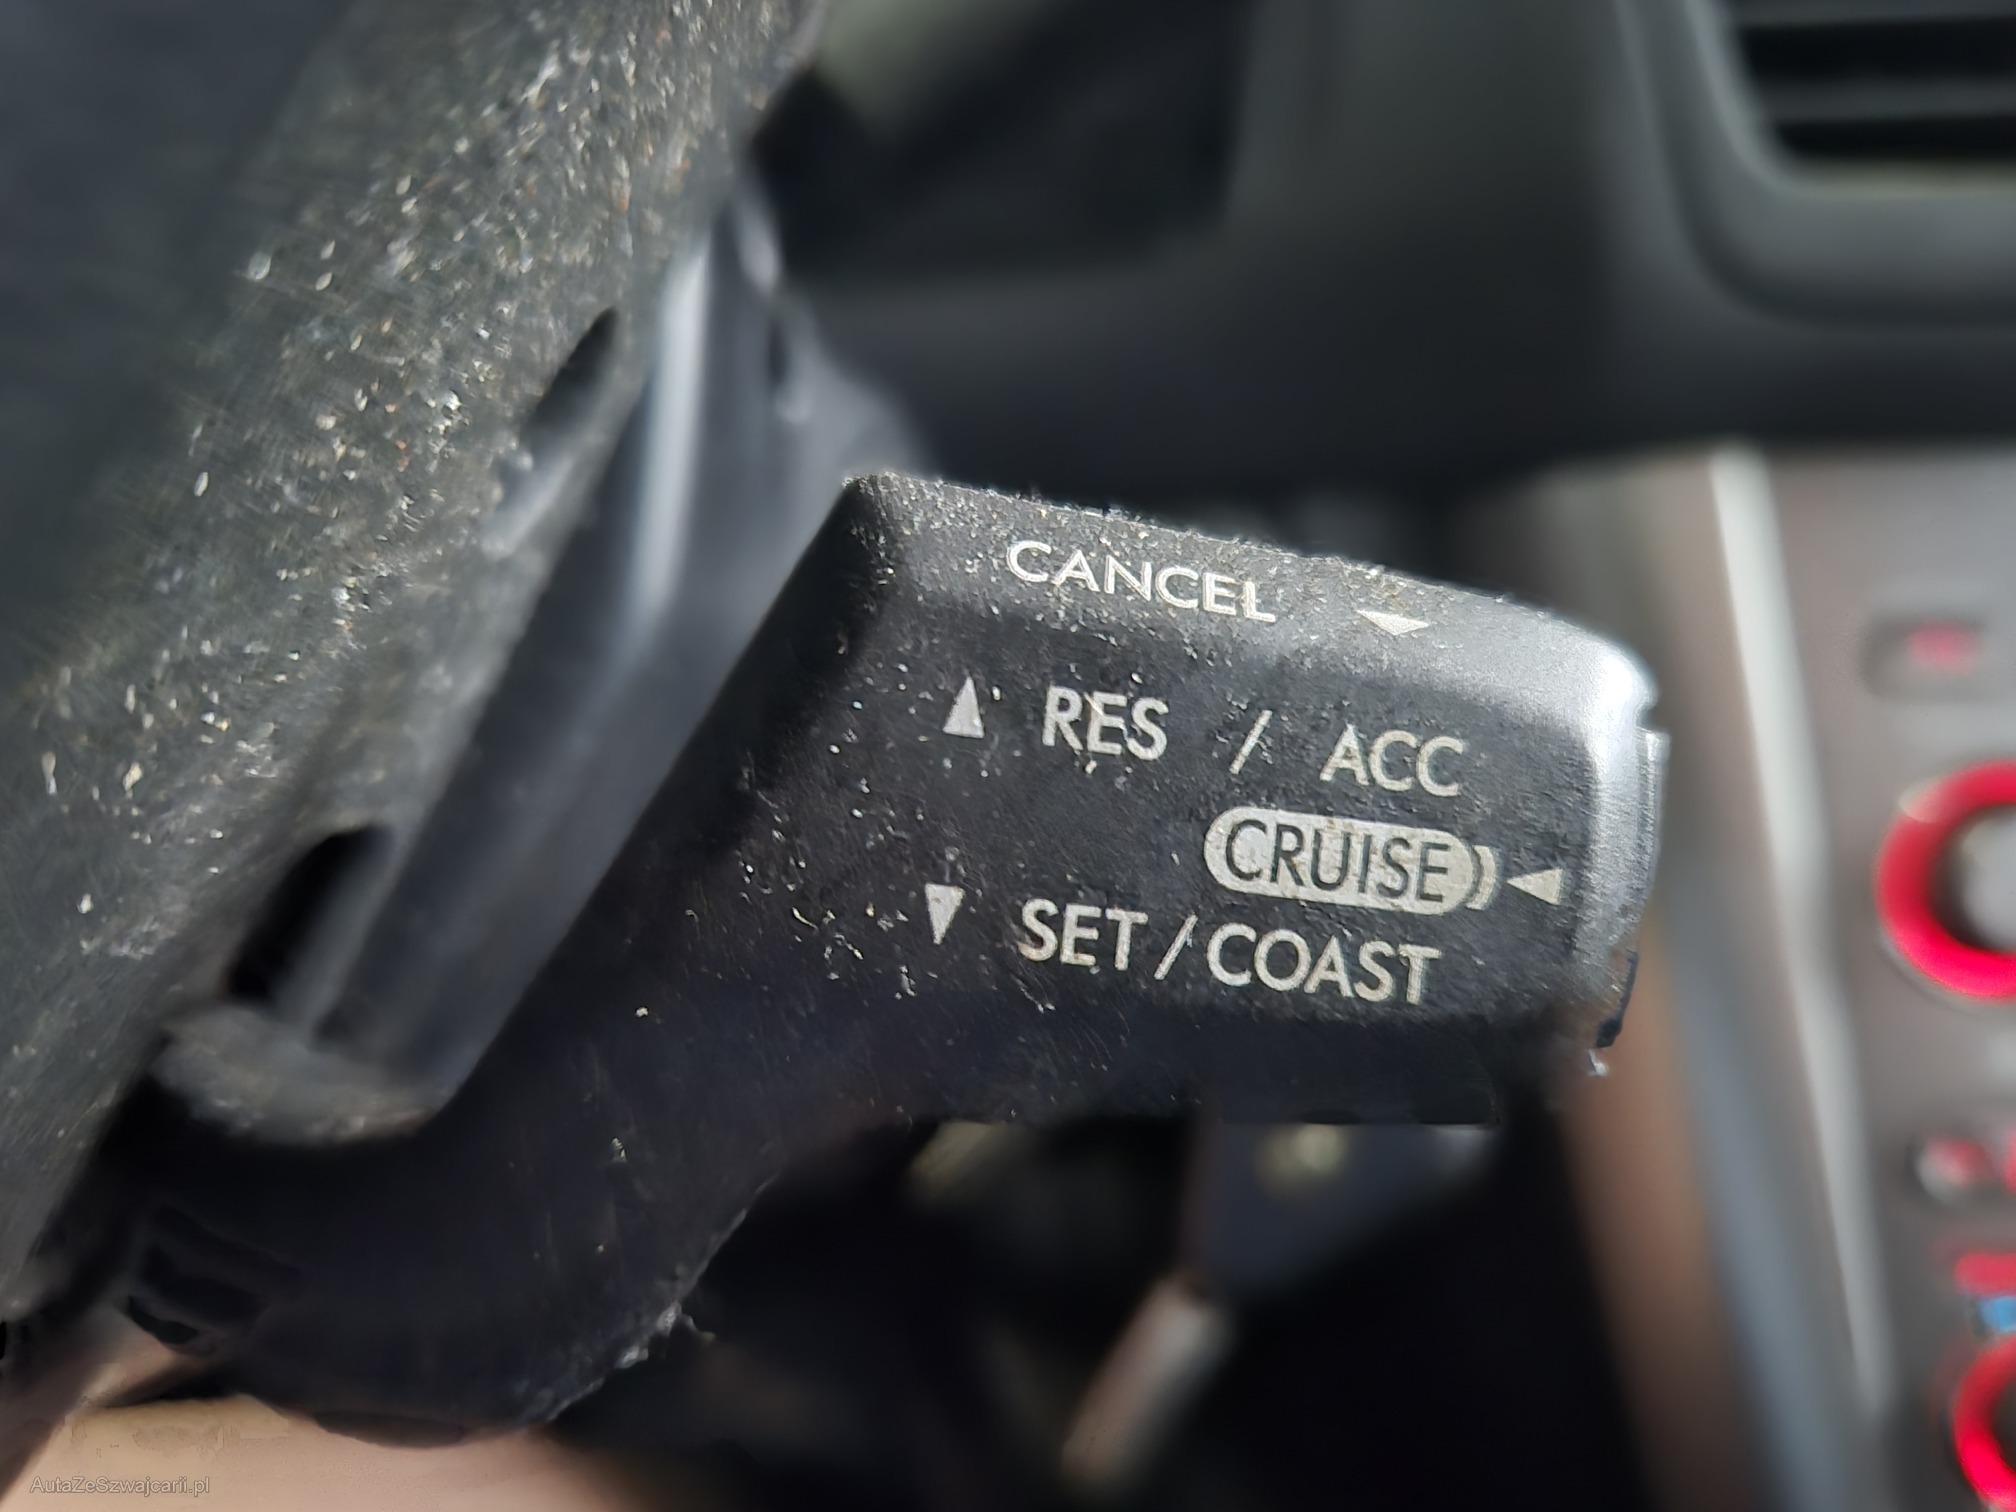 CANCEL
RES / ACC
CRUISE
SET/COAST
AutaZeSzwajcarii.pl